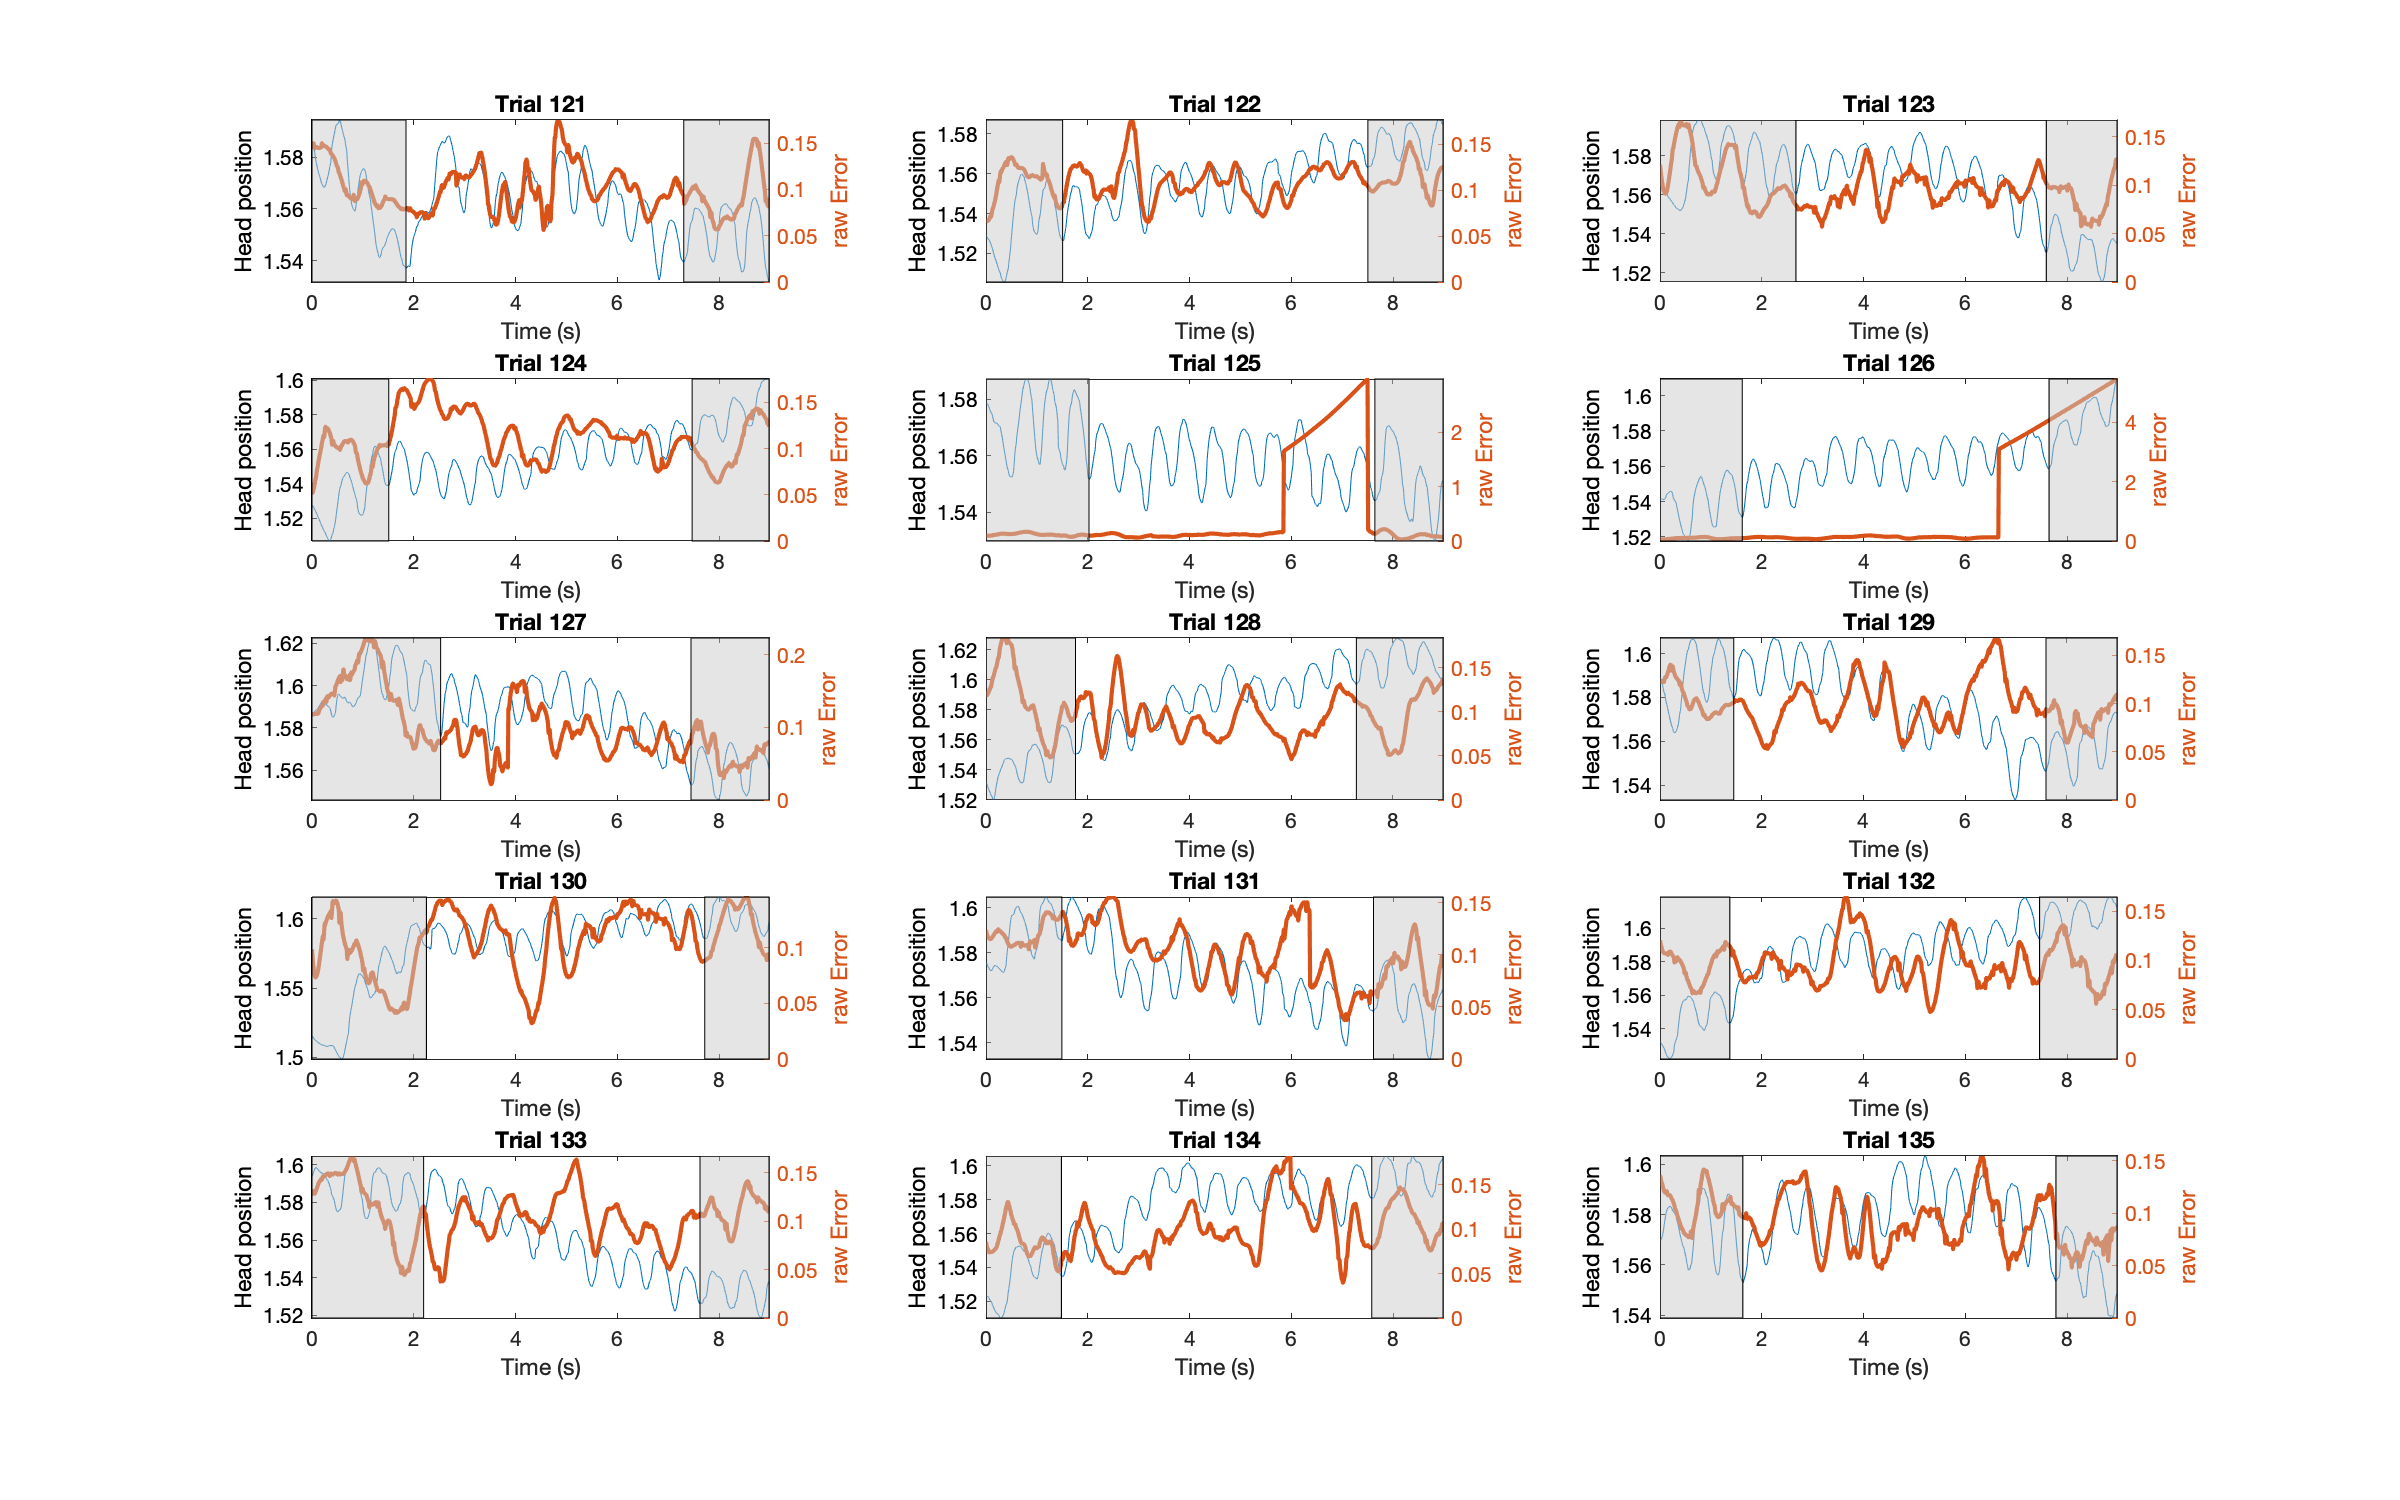 Trial 121
Head position
1.58
1.56
1.54
0.15
0.1
0.05
0
raw Error
0 2 4 6 8
Time (s)
Trial 122
Head position
1.58
1.56
1.54
1.52
0.15
0.1
0.05
0
raw Error
0 2 4 6 8
Time (s)
Trial 123
Head position
1.58
1.56
1.54
1.52
0.15
0.1
0.05
0
raw Error
0 2 4 6 8
Time (s)
Trial 124
Head position
1.6
1.58
1.56
1.54
1.52
0.15
0.1
0.05
0
raw Error
0 2 4 6 8
Time (s)
Trial 125
Head position
1.58
1.56
1.54
2
1
0
raw Error
0 2 4 6 8
Time (s)
Trial 126
Head position
1.6
1.58
1.56
1.54
1.52
4
2
0
raw Error
0 2 4 6 8
Time (s)
Trial 127
Head position
1.62
1.6
1.58
1.56
0.2
0.1
0
raw Error
0 2 4 6 8
Time (s)
Trial 128
Head position
1.62
1.6
1.58
1.56
1.54
1.52
0.15
0.1
0.05
0
raw Error
0 2 4 6 8
Time (s)
Trial 129
Head position
1.6
1.58
1.56
1.54
0.15
0.1
0.05
0
raw Error
0 2 4 6 8
Time (s)
Trial 130
Head position
1.6
1.55
1.5
0.1
0.05
0
raw Error
0 2 4 6 8
Time (s)
Trial 131
Head position
1.6
1.58
1.56
1.54
0.15
0.1
0.05
0
raw Error
0 2 4 6 8
Time (s)
Trial 132
Head position
1.6
1.58
1.56
1.54
0.15
0.1
0.05
0
raw Error
0 2 4 6 8
Time (s)
Trial 133
Head position
1.6
1.58
1.56
1.54
1.52
0.15
0.1
0.05
0
raw Error
0 2 4 6 8
Time (s)
Trial 134
Head position
1.6
1.58
1.56
1.54
1.52
0.15
0.1
0.05
0
raw Error
0 2 4 6 8
Time (s)
Trial 135
Head position
1.6
1.58
1.56
1.54
0.15
0.1
0.05
0
raw Error
0 2 4 6 8
Time (s)